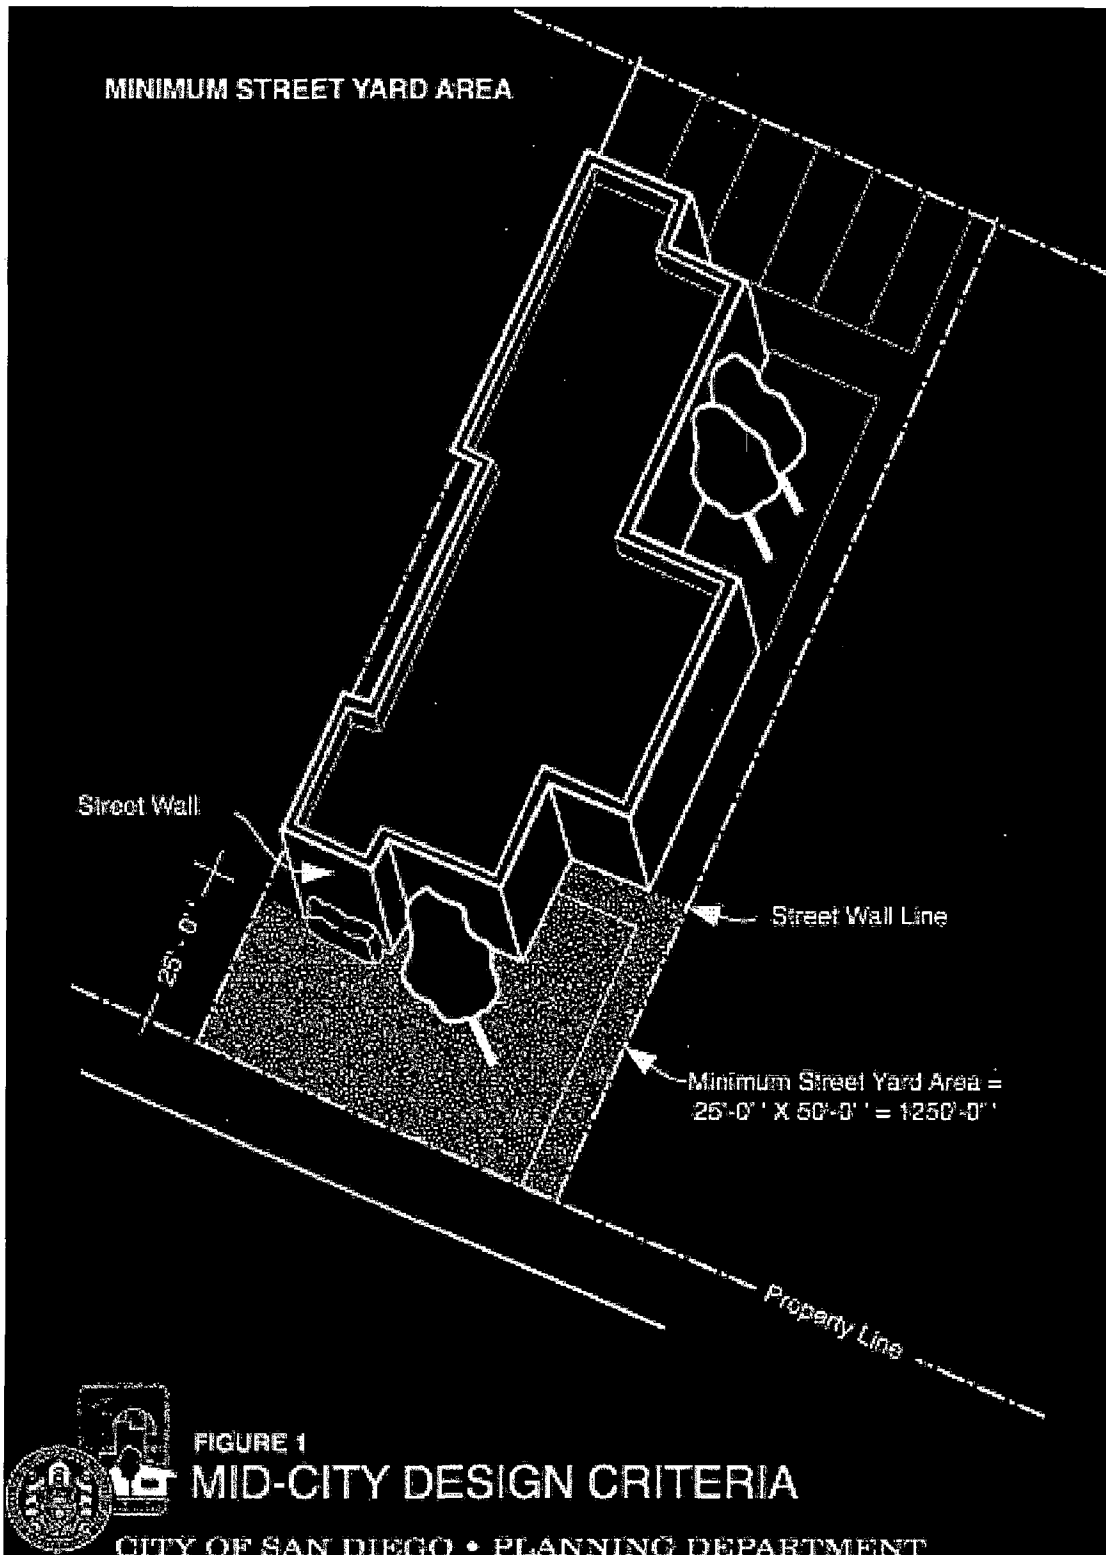 MINIMUM STREET YARD AREA
Street Wall
25'-0''
Street Wall Line
Minimum Street Yard Area =
25'-0'' X 50'-0'' = 1250'-0''
Property Line
FIGURE 1
MID-CITY DESIGN CRITERIA
CITY OF SAN DIEGO • PLANNING DEPARTMENT